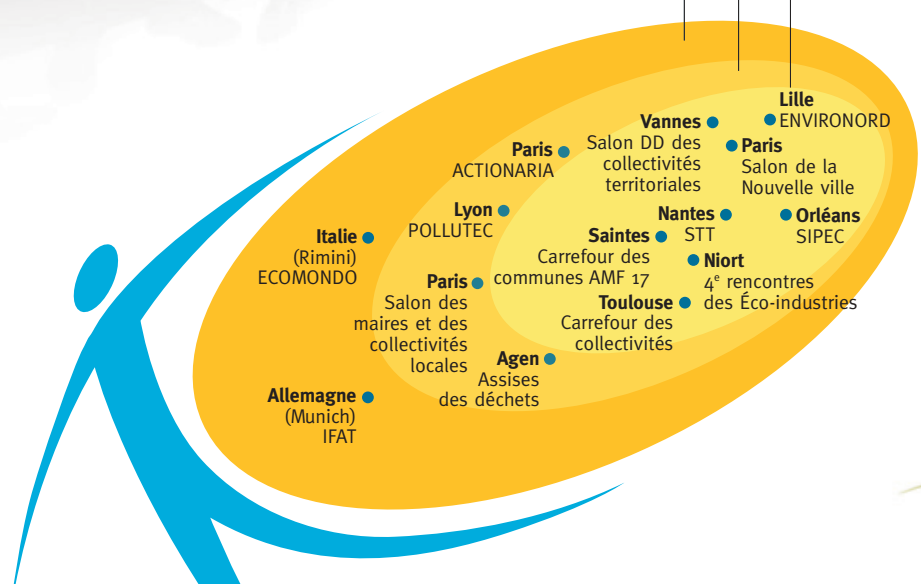 Lille
ENVIRONORD
Vannes
Salon DD des
collectivités
territoriales
Paris
Salon de la
Nouvelle ville
Paris
ACTIONARIA
Lyon
POLLUTEC
Nantes
STT
Orléans
SIPEC
Italie
(Rimini)
ECOMONDO
Saintes
Carrefour des
communes AMF 17
Niort
4e rencontres
des Éco-industries
Paris
Salon des
maires et des
collectivités
locales
Toulouse
Carrefour des
collectivités
Agen
Assises
des déchets
Allemagne
(Munich)
IFAT